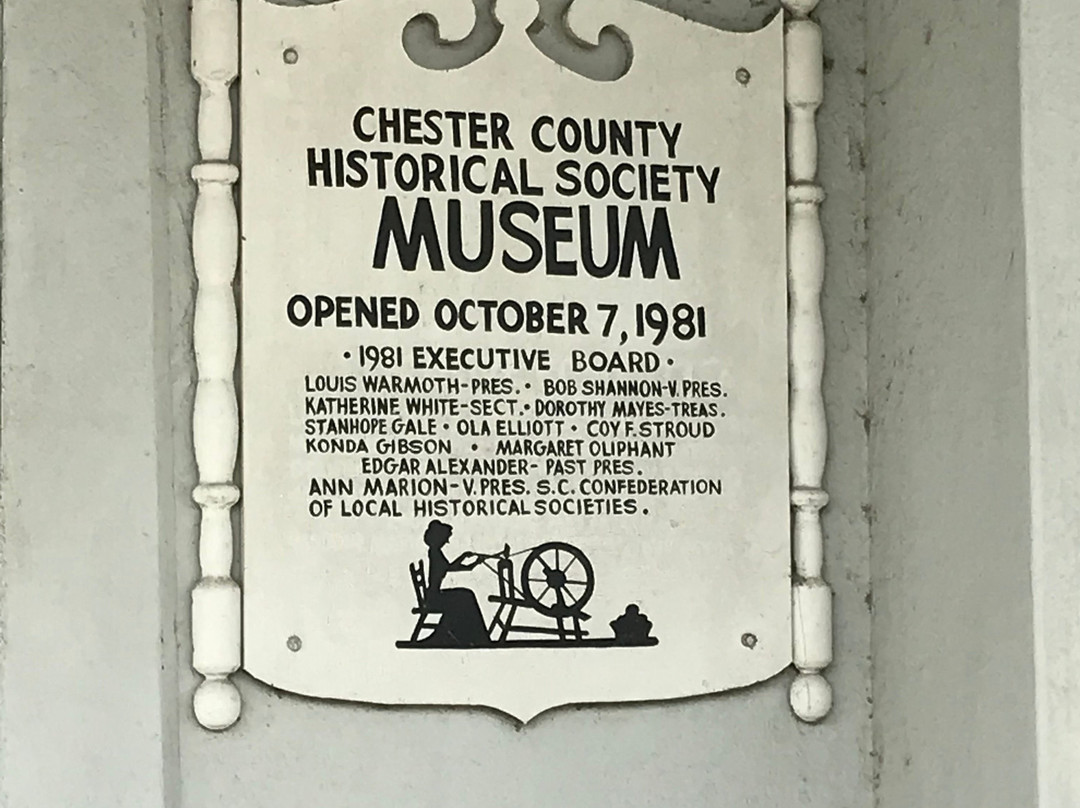 CHESTER COUNTY
HISTORICAL SOCIETY
MUSEUM
OPENED OCTOBER 7, 1981
• 1981 EXECUTIVE BOARD •
LOUIS WARMOTH-PRES. • BOB SHANNON-V. PRES.
KATHERINE WHITE-SECT. • DOROTHY MAYES-TREAS.
STANHOPE GALE • OLA ELLIOTT • COY F. STROUD
KONDA GIBSON • MARGARET OLIPHANT
EDGAR ALEXANDER- PAST PRES.
ANN MARION-V. PRES. S.C. CONFEDERATION
OF LOCAL HISTORICAL SOCIETIES.